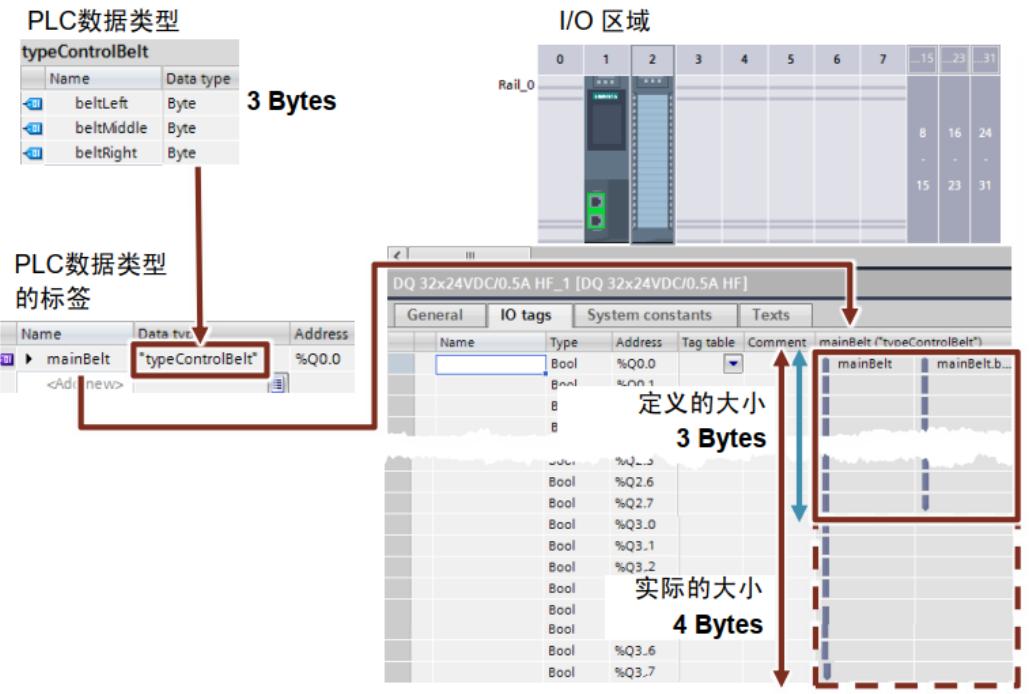 PLC数据类型
typeControlBelt
Name Data type
beltLeft Byte
beltMiddle Byte
beltRight Byte
3 Bytes
I/O 区域
0 1 2 3 4 5 6 7 ...15 ...23 ...31
Rail_0
SIEMENS
8 16 24
- - -
15 23 31
PLC数据类型
的标签
Name Data type Address
mainBelt "typeControlBelt" %Q0.0
<Add new>
DQ 32x24VDC/0.5A HF_1 [DQ 32x24VDC/0.5A HF]
General IO tags System constants Texts
Name Type Address Tag table Comment mainBelt ("typeControlBelt")
Bool %Q0.0 mainBelt mainBelt.b...
Bool %Q0.1
B
B
定义的大小
3 Bytes
Bool %Q2.5
Bool %Q2.6
Bool %Q2.7
Bool %Q3.0
Bool %Q3.1
Bool %Q3.2
Bool
Bool
Bool
实际的大小
4 Bytes
Bool %Q3.6
Bool %Q3.7